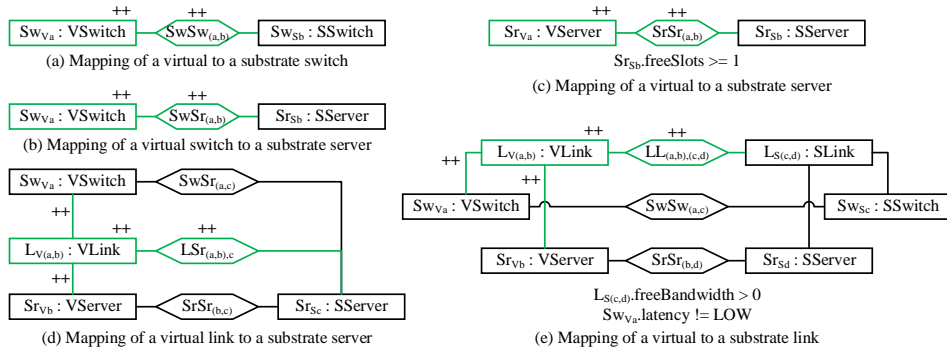 ++ ++
Sw_Va : VSwitch SwSw_(a,b) Sw_Sb : SSwitch
(a) Mapping of a virtual to a substrate switch
++ ++
Sw_Va : VSwitch SwSr_(a,b) Sr_Sb : SServer
(b) Mapping of a virtual switch to a substrate server
++ ++
Sr_Va : VServer SrSr_(a,b) Sr_Sb : SServer
Sr_Sb.freeSlots >= 1
(c) Mapping of a virtual to a substrate server
Sw_Va : VSwitch SwSr_(a,c)
++ ++ ++
L_V(a,b) : VLink LSr_(a,b),c
++
Sr_Vb : VServer SrSr_(b,c) Sr_Sc : SServer
(d) Mapping of a virtual link to a substrate server
++ ++
++ L_V(a,b) : VLink LL_(a,b),(c,d) L_S(c,d) : SLink
++
Sw_Va : VSwitch SwSw_(a,c) Sw_Sc : SSwitch
Sr_Vb : VServer SrSr_(b,d) Sr_Sd : SServer
L_S(c,d).freeBandwidth > 0
Sw_Va.latency != LOW
(e) Mapping of a virtual to a substrate link